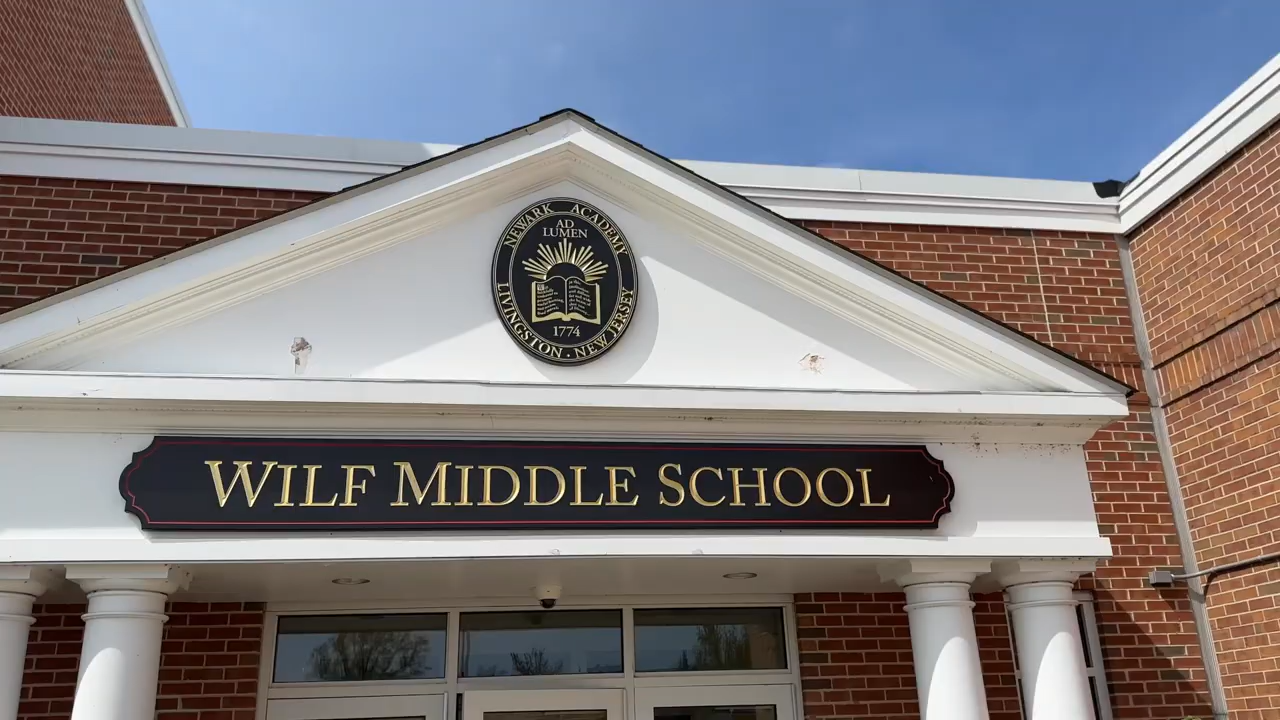 NEWARK ACADEMY
AD
LUMEN
1774
LIVINGSTON · NEW JERSEY
WILF MIDDLE SCHOOL